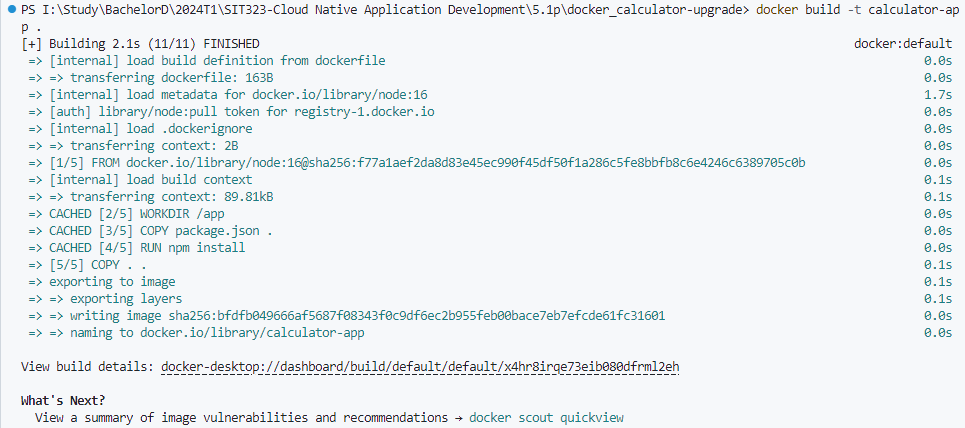 PS I:\Study\BachelorD\2024T1\SIT323-Cloud Native Application Development\5.1p\docker_calculator-upgrade> docker build -t calculator-ap
p .
[+] Building 2.1s (11/11) FINISHED docker:default
=> [internal] load build definition from dockerfile 0.0s
=> => transferring dockerfile: 163B 0.0s
=> [internal] load metadata for docker.io/library/node:16 1.7s
=> [auth] library/node:pull token for registry-1.docker.io 0.0s
=> [internal] load .dockerignore 0.0s
=> => transferring context: 2B 0.0s
=> [1/5] FROM docker.io/library/node:16@sha256:f77a1aef2da8d83e45ec990f45df50f1a286c5fe8bbfb8c6e4246c6389705c0b 0.0s
=> [internal] load build context 0.1s
=> => transferring context: 89.81kB 0.1s
=> CACHED [2/5] WORKDIR /app 0.0s
=> CACHED [3/5] COPY package.json . 0.0s
=> CACHED [4/5] RUN npm install 0.0s
=> [5/5] COPY . . 0.1s
=> exporting to image 0.1s
=> => exporting layers 0.1s
=> => writing image sha256:bfdfb049666af5687f08343f0c9df6ec2b955feb00bace7eb7efcde61fc31601 0.0s
=> => naming to docker.io/library/calculator-app 0.0s
View build details: docker-desktop://dashboard/build/default/default/x4hr8irqe73eib080dfrml2eh
What's Next?
View a summary of image vulnerabilities and recommendations → docker scout quickview